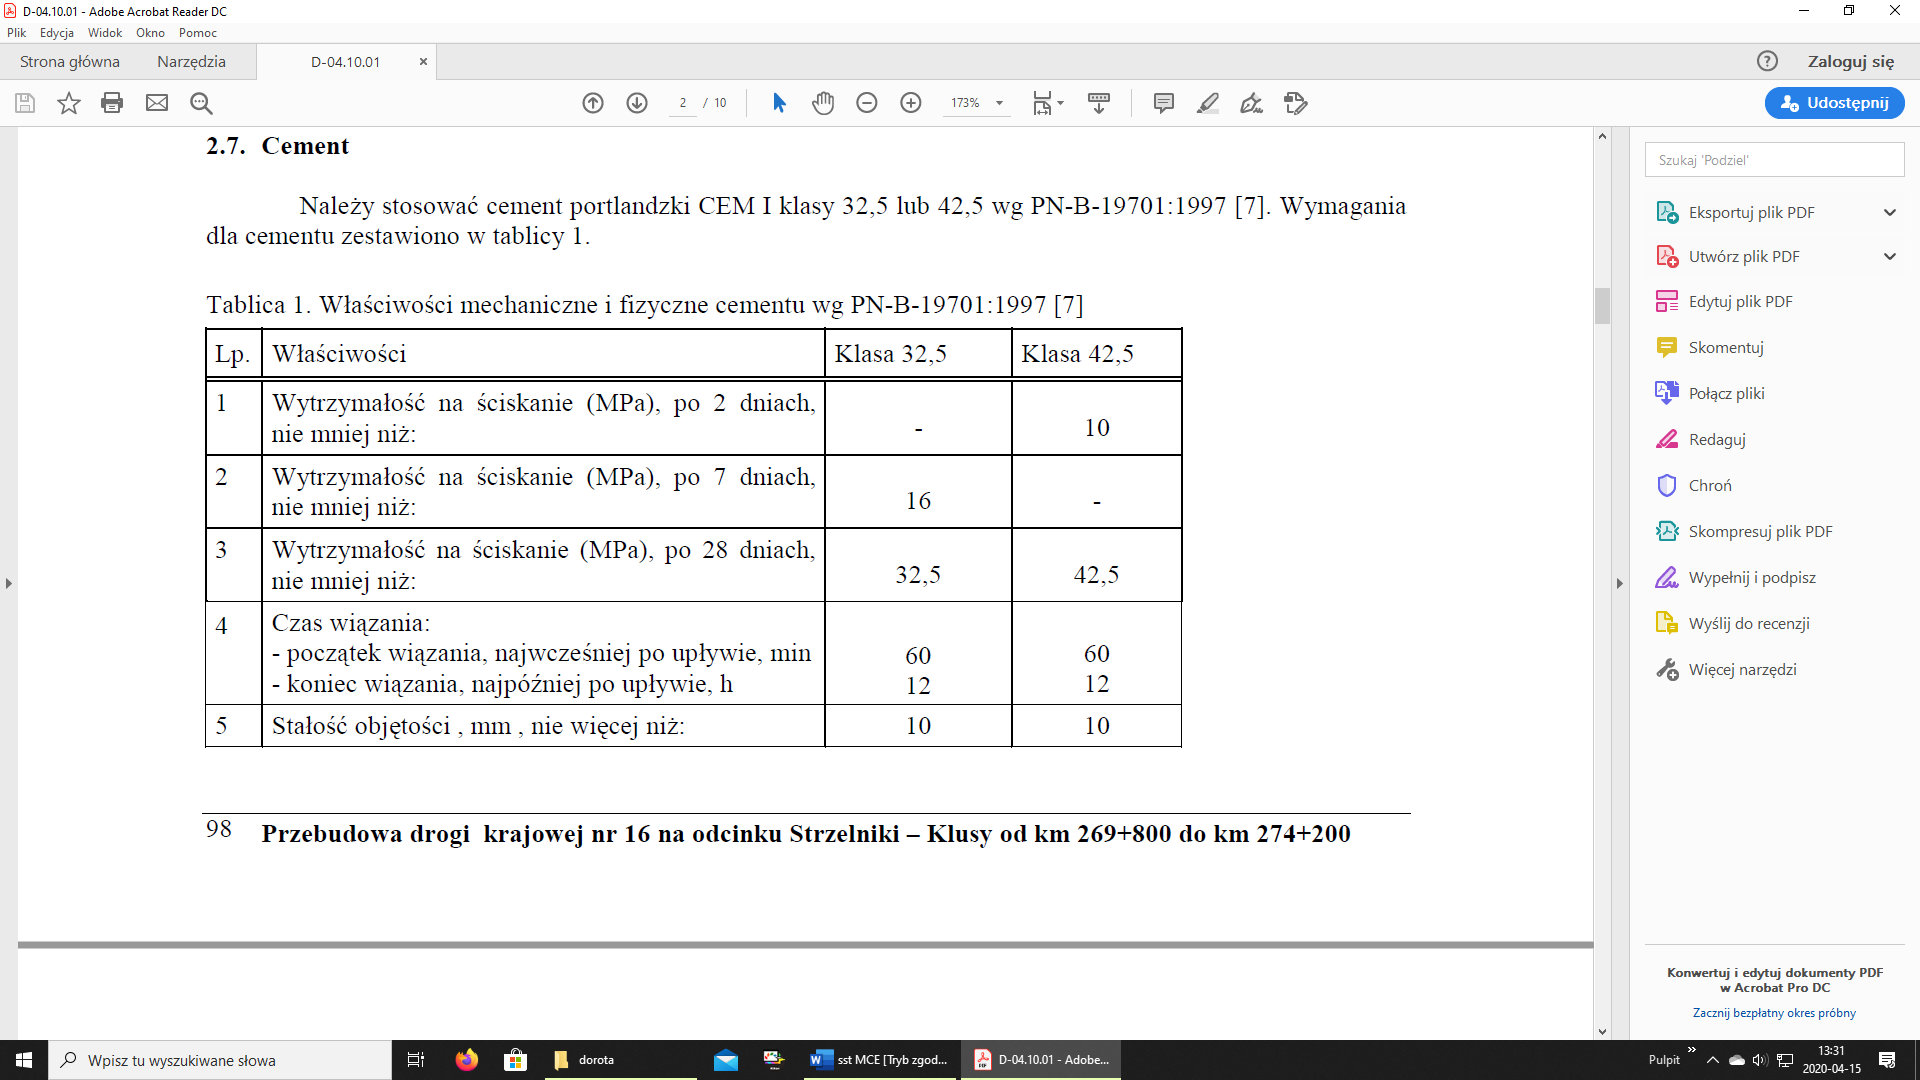 D-04.10.01 - Adobe Acrobat Reader DC
Plik Edycja Widok Okno Pomoc
Strona główna Narzędzia D-04.10.01 × ? Zaloguj się
2 / 10 173% Udostępnij
2.7. Cement
Należy stosować cement portlandzki CEM I klasy 32,5 lub 42,5 wg PN-B-19701:1997 [7]. Wymagania
dla cementu zestawiono w tablicy 1.
Tablica 1. Właściwości mechaniczne i fizyczne cementu wg PN-B-19701:1997 [7]
Lp. Właściwości Klasa 32,5 Klasa 42,5
1 Wytrzymałość na ściskanie (MPa), po 2 dniach,
nie mniej niż: - 10
2 Wytrzymałość na ściskanie (MPa), po 7 dniach,
nie mniej niż: 16 -
3 Wytrzymałość na ściskanie (MPa), po 28 dniach,
nie mniej niż: 32,5 42,5
4 Czas wiązania:
- początek wiązania, najwcześniej po upływie, min 60 60
- koniec wiązania, najpóźniej po upływie, h 12 12
5 Stałość objętości , mm , nie więcej niż: 10 10
98 Przebudowa drogi krajowej nr 16 na odcinku Strzelniki – Klusy od km 269+800 do km 274+200
Szukaj 'Podziel'
Eksportuj plik PDF
Utwórz plik PDF
Edytuj plik PDF
Skomentuj
Połącz pliki
Redaguj
Chroń
Skompresuj plik PDF
Wypełnij i podpisz
Wyślij do recenzji
Więcej narzędzi
Konwertuj i edytuj dokumenty PDF
w Acrobat Pro DC
Zacznij bezpłatny okres próbny
Wpisz tu wyszukiwane słowa
dorota
sst MCE [Tryb zgod...
D-04.10.01 - Adobe...
Pulpit »
13:31
2020-04-15